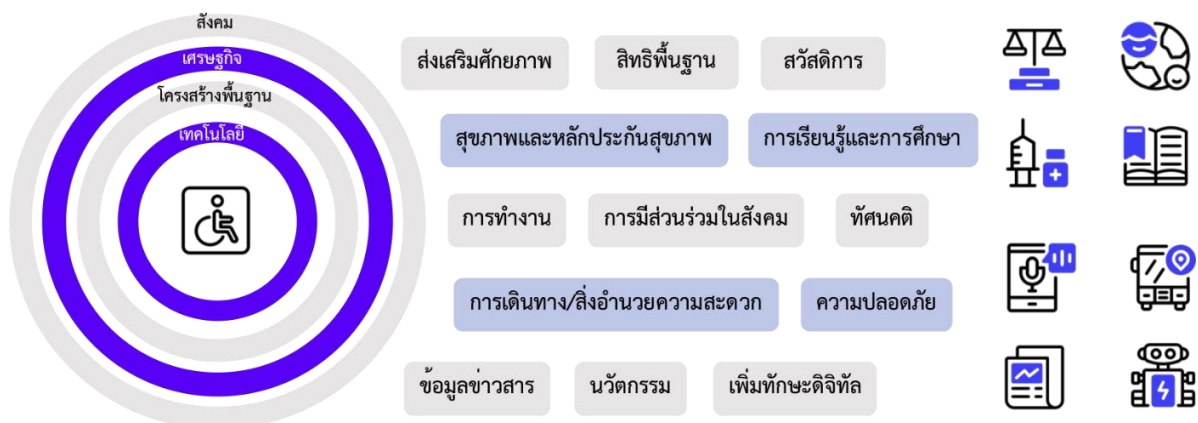 สังคม
เศรษฐกิจ
โครงสร้างพื้นฐาน
เทคโนโลยี
ส่งเสริมศักยภาพ สิทธิพื้นฐาน สวัสดิการ
สุขภาพและหลักประกันสุขภาพ การเรียนรู้และการศึกษา
การทำงาน การมีส่วนร่วมในสังคม ทัศนคติ
การเดินทาง/สิ่งอำนวยความสะดวก ความปลอดภัย
ข้อมูลข่าวสาร นวัตกรรม เพิ่มทักษะดิจิทัล